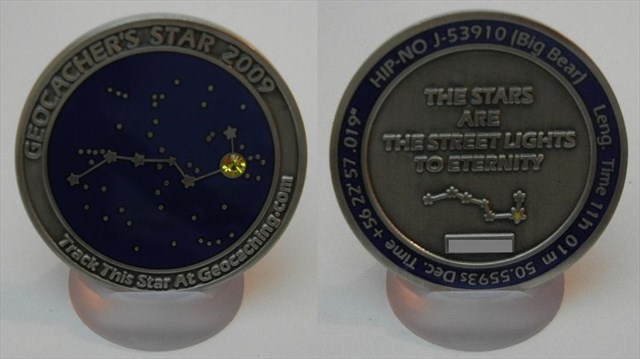 GEOCACHER'S STAR 2009
Track This Star At Geocaching.com
HIP-NO J-53910 (Big Bear)
Leng. Time 11h 01m 50.5593s Dec. Time +56 22' 57.019"
THE STARS
ARE
THE STREET LIGHTS
TO ETERNITY